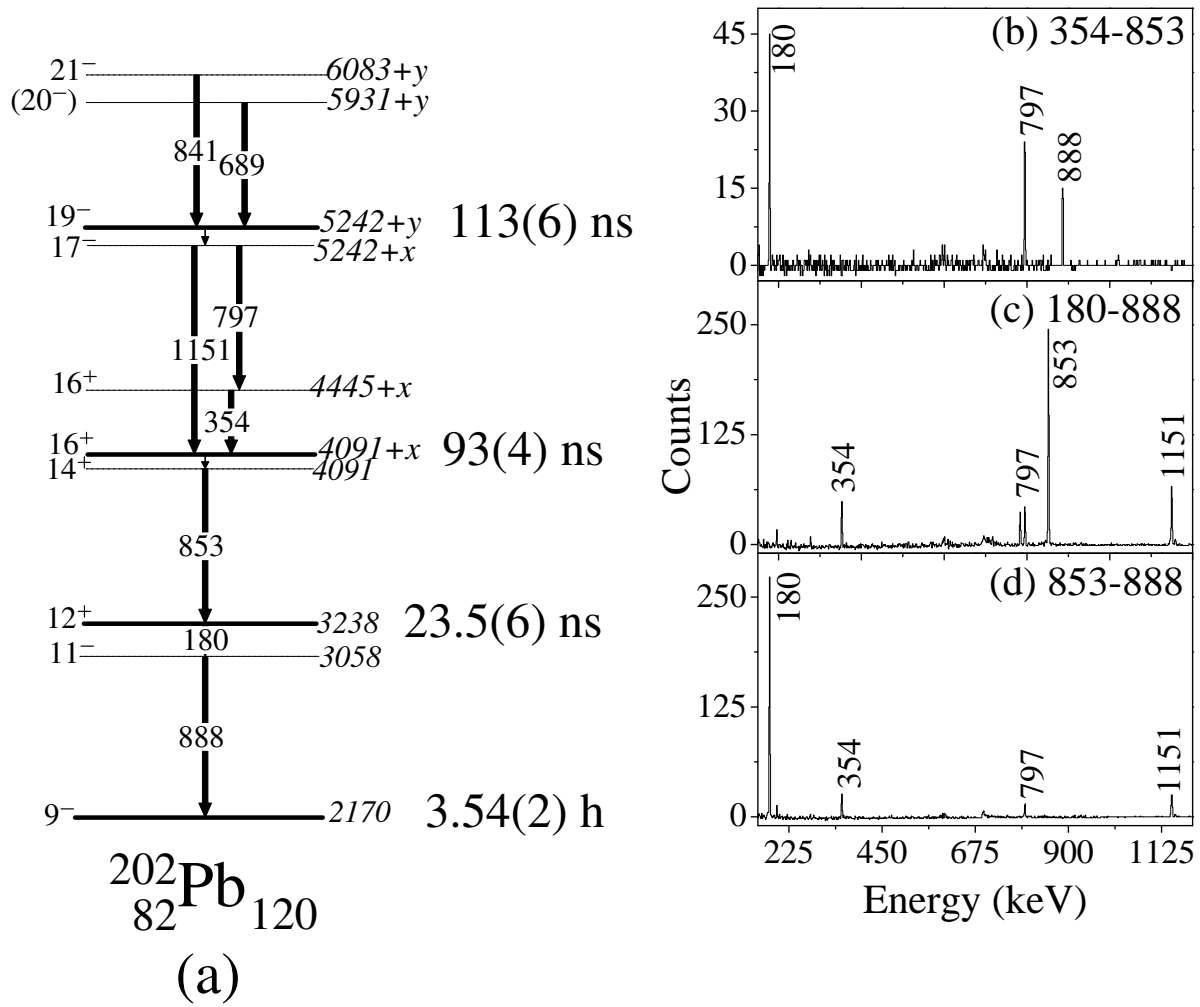 21⁻ 6083+y
(20⁻) 5931+y
841 689
19⁻ 5242+y 113(6) ns
17⁻ 5242+x
797
1151
16⁺ 4445+x
354
16⁺ 4091+x 93(4) ns
14⁺ 4091
853
12⁺ 3238 23.5(6) ns
180
11⁻ 3058
888
9⁻ 2170 3.54(2) h
²⁰²₈₂Pb₁₂₀
(a)
(b) 354-853
45
30
15
0
180
797
888
(c) 180-888
250
125
0
354
797
853
1151
(d) 853-888
250
125
0
180
354
797
1151
Counts
225 450 675 900 1125
Energy (keV)